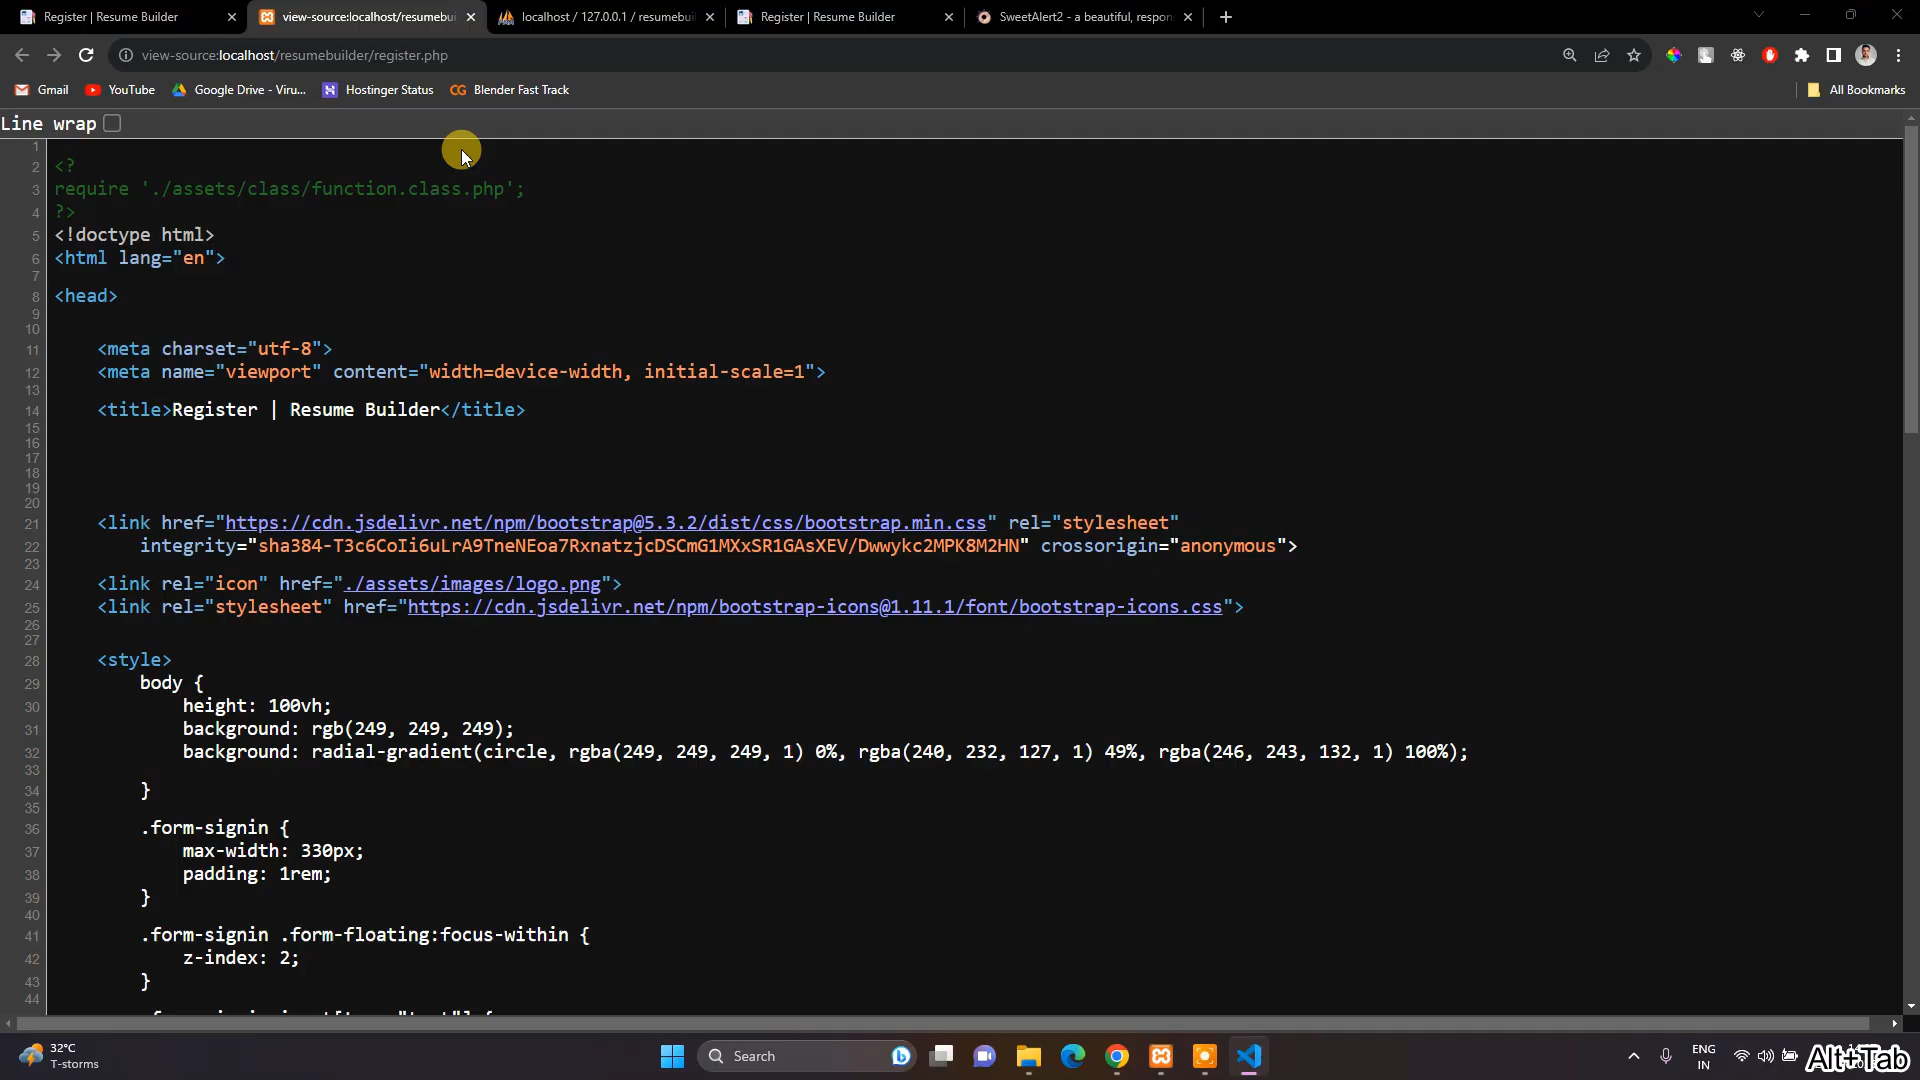 Register | Resume Builder
view-source:localhost/resumebui
localhost / 127.0.0.1 / resumebui
Register | Resume Builder
SweetAlert2 - a beautiful, respon
view-source:localhost/resumebuilder/register.php
Gmail
YouTube
Google Drive - Viru...
Hostinger Status
CG
Blender Fast Track
All Bookmarks
Line wrap
1
2 <?
3 require './assets/class/function.class.php';
4 ?>
5 <!doctype html>
6 <html lang="en">
7
8 <head>
9
10
11 <meta charset="utf-8">
12 <meta name="viewport" content="width=device-width, initial-scale=1">
13
14 <title>Register | Resume Builder</title>
15
16
17
18
19
20
21 <link href="https://cdn.jsdelivr.net/npm/bootstrap@5.3.2/dist/css/bootstrap.min.css" rel="stylesheet"
22 integrity="sha384-T3c6CoIi6uLrA9TneNEoa7RxnatzjcDSCmG1MXxSR1GAsXEV/Dwwykc2MPK8M2HN" crossorigin="anonymous">
23
24 <link rel="icon" href="./assets/images/logo.png">
25 <link rel="stylesheet" href="https://cdn.jsdelivr.net/npm/bootstrap-icons@1.11.1/font/bootstrap-icons.css">
26
27
28 <style>
29 body {
30 height: 100vh;
31 background: rgb(249, 249, 249);
32 background: radial-gradient(circle, rgba(249, 249, 249, 1) 0%, rgba(240, 232, 127, 1) 49%, rgba(246, 243, 132, 1) 100%);
33
34 }
35
36 .form-signin {
37 max-width: 330px;
38 padding: 1rem;
39 }
40
41 .form-signin .form-floating:focus-within {
42 z-index: 2;
43 }
44
32°C
T-storms
Search
ENG
IN
Alt+Tab